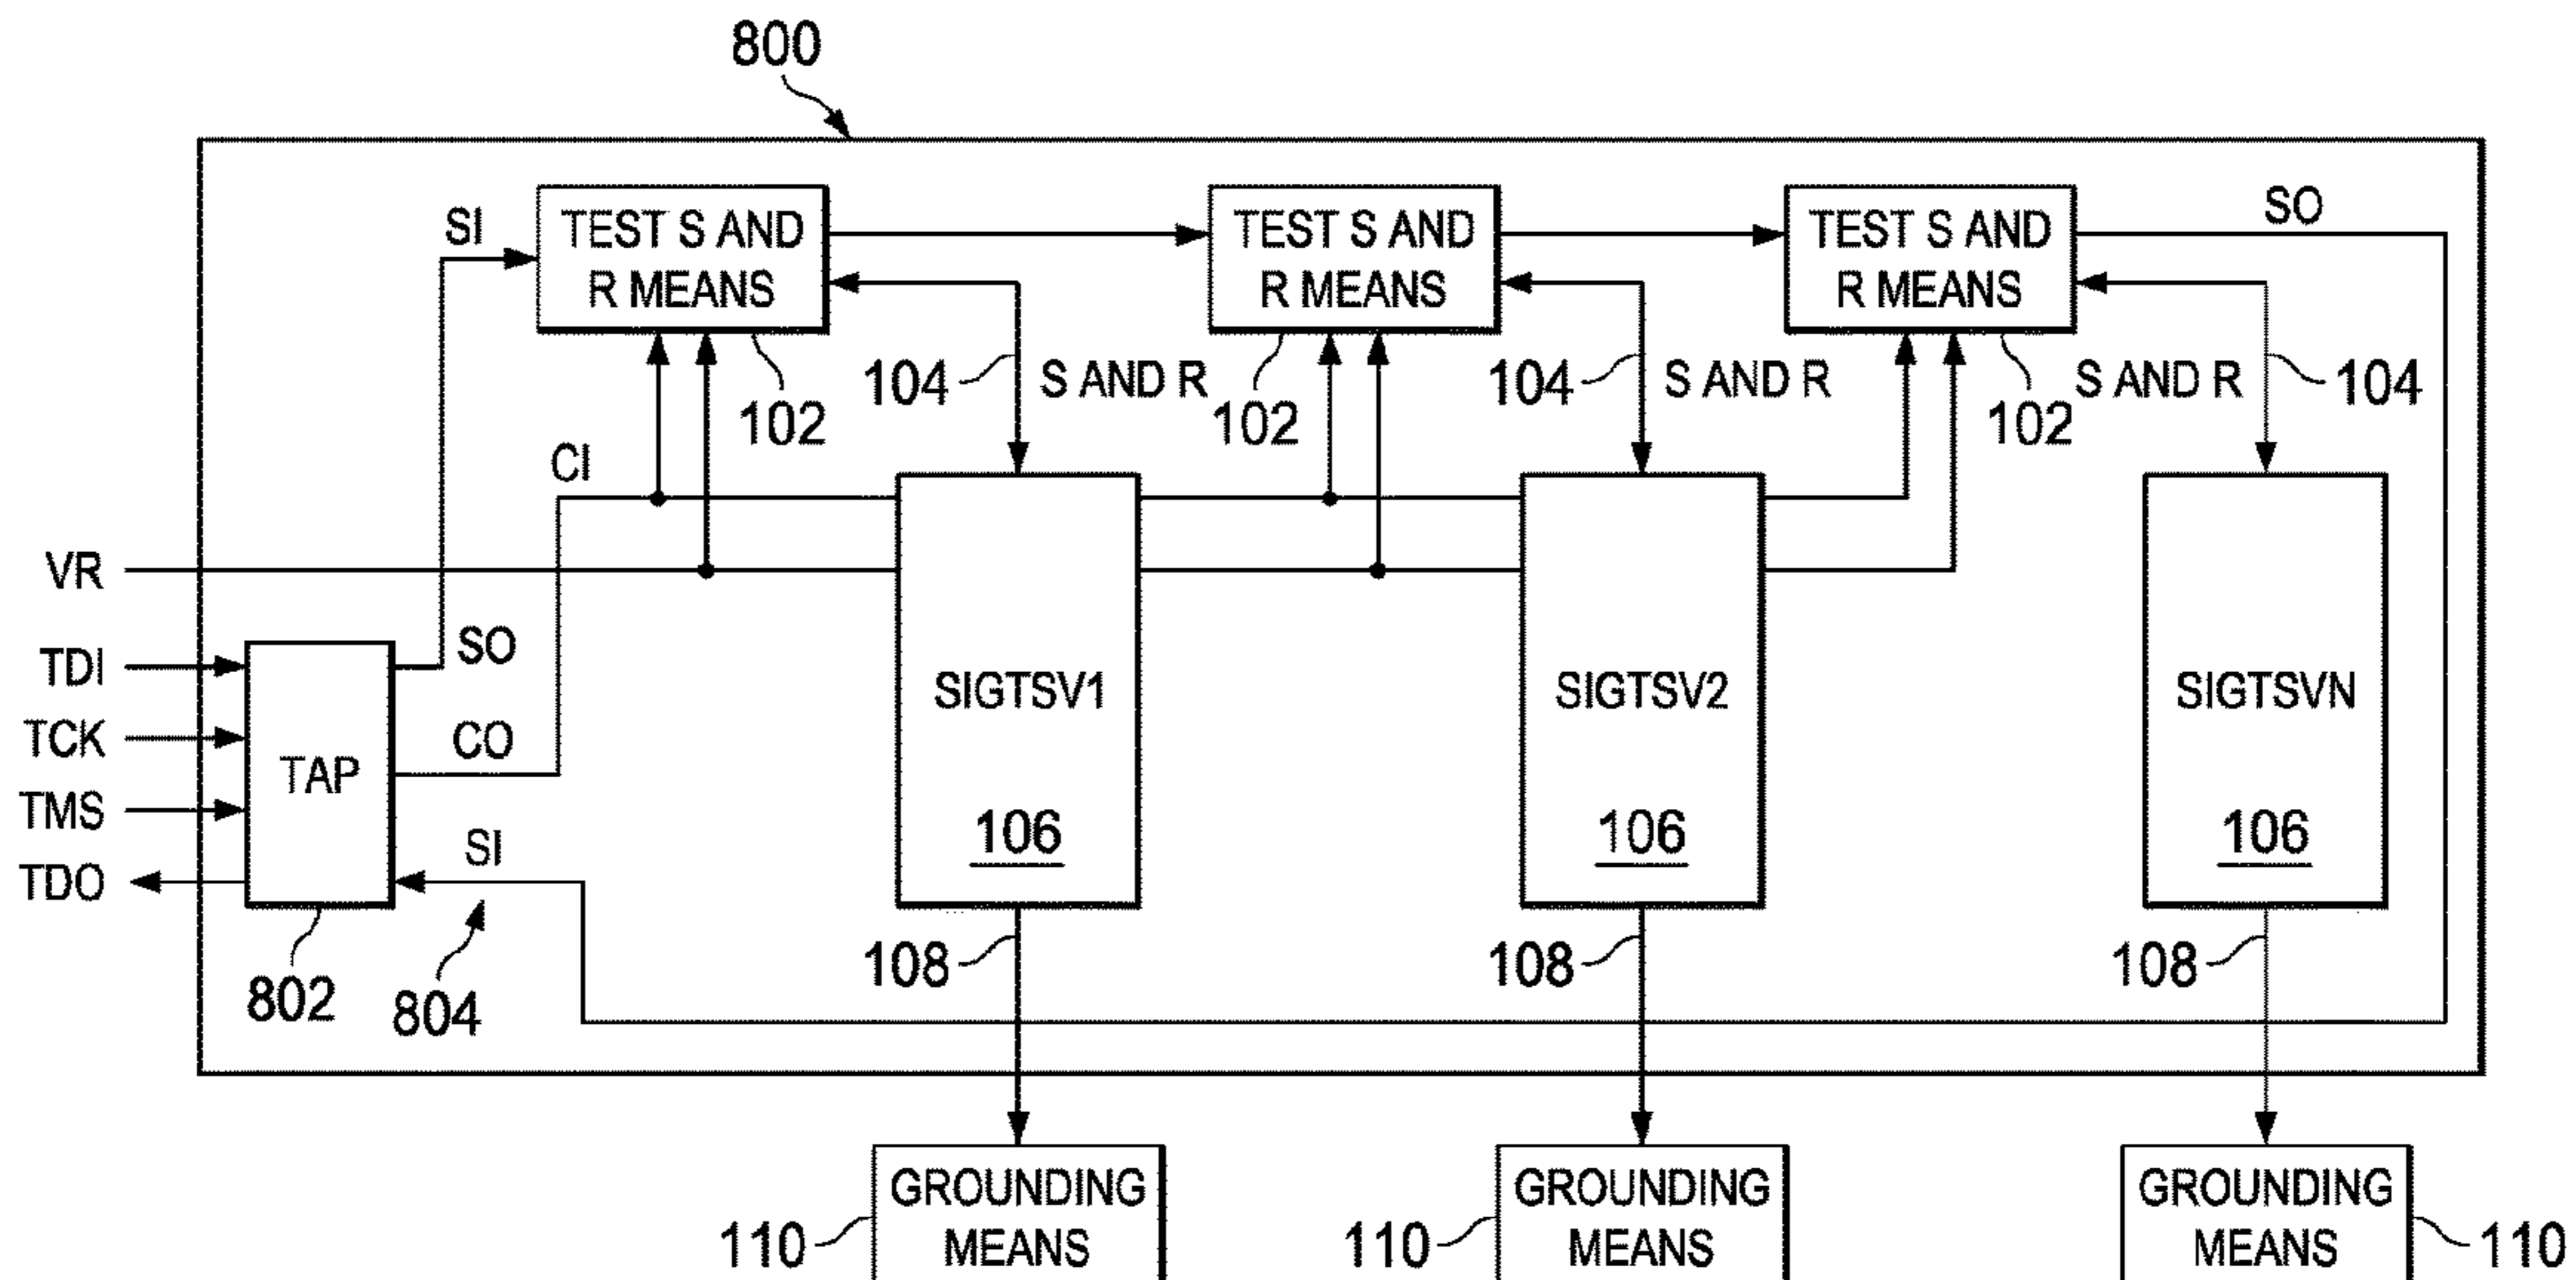 800
SI
TEST S AND
R MEANS
TEST S AND
R MEANS
TEST S AND
R MEANS
SO
102
104
S AND R
102
104
S AND R
102
S AND R
104
CI
VR
TDI
TCK
TMS
TDO
SO
CO
SI
TAP
802
804
SIGTSV1
106
SIGTSV2
106
SIGTSVN
106
108
108
108
GROUNDING
MEANS
110
GROUNDING
MEANS
110
GROUNDING
MEANS
110